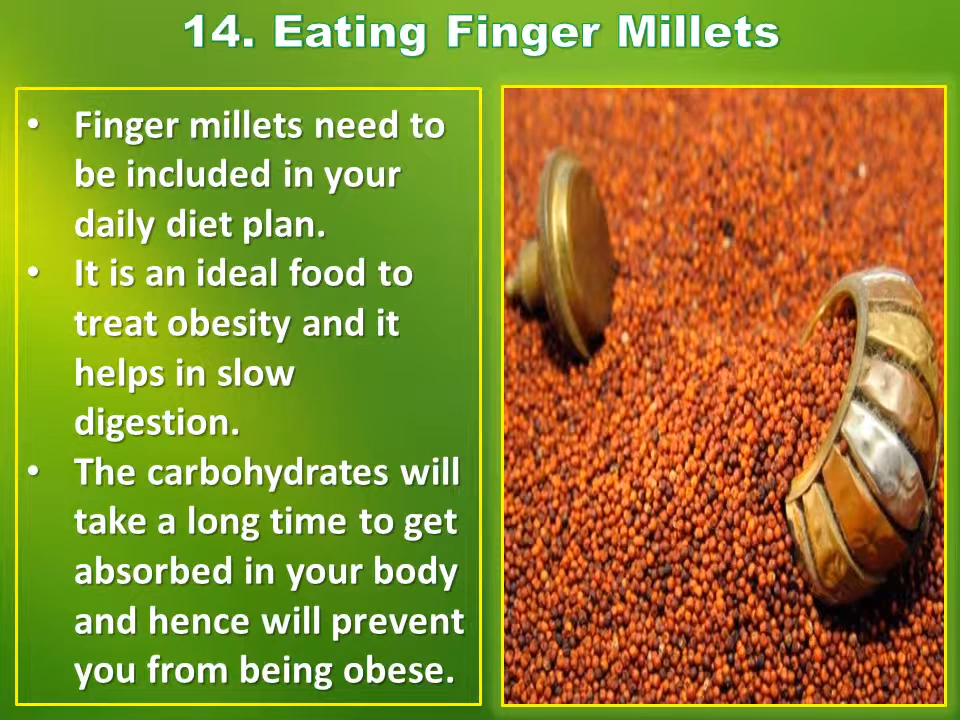 14. Eating Finger Millets
• Finger millets need to
be included in your
daily diet plan.
• It is an ideal food to
treat obesity and it
helps in slow
digestion.
• The carbohydrates will
take a long time to get
absorbed in your body
and hence will prevent
you from being obese.